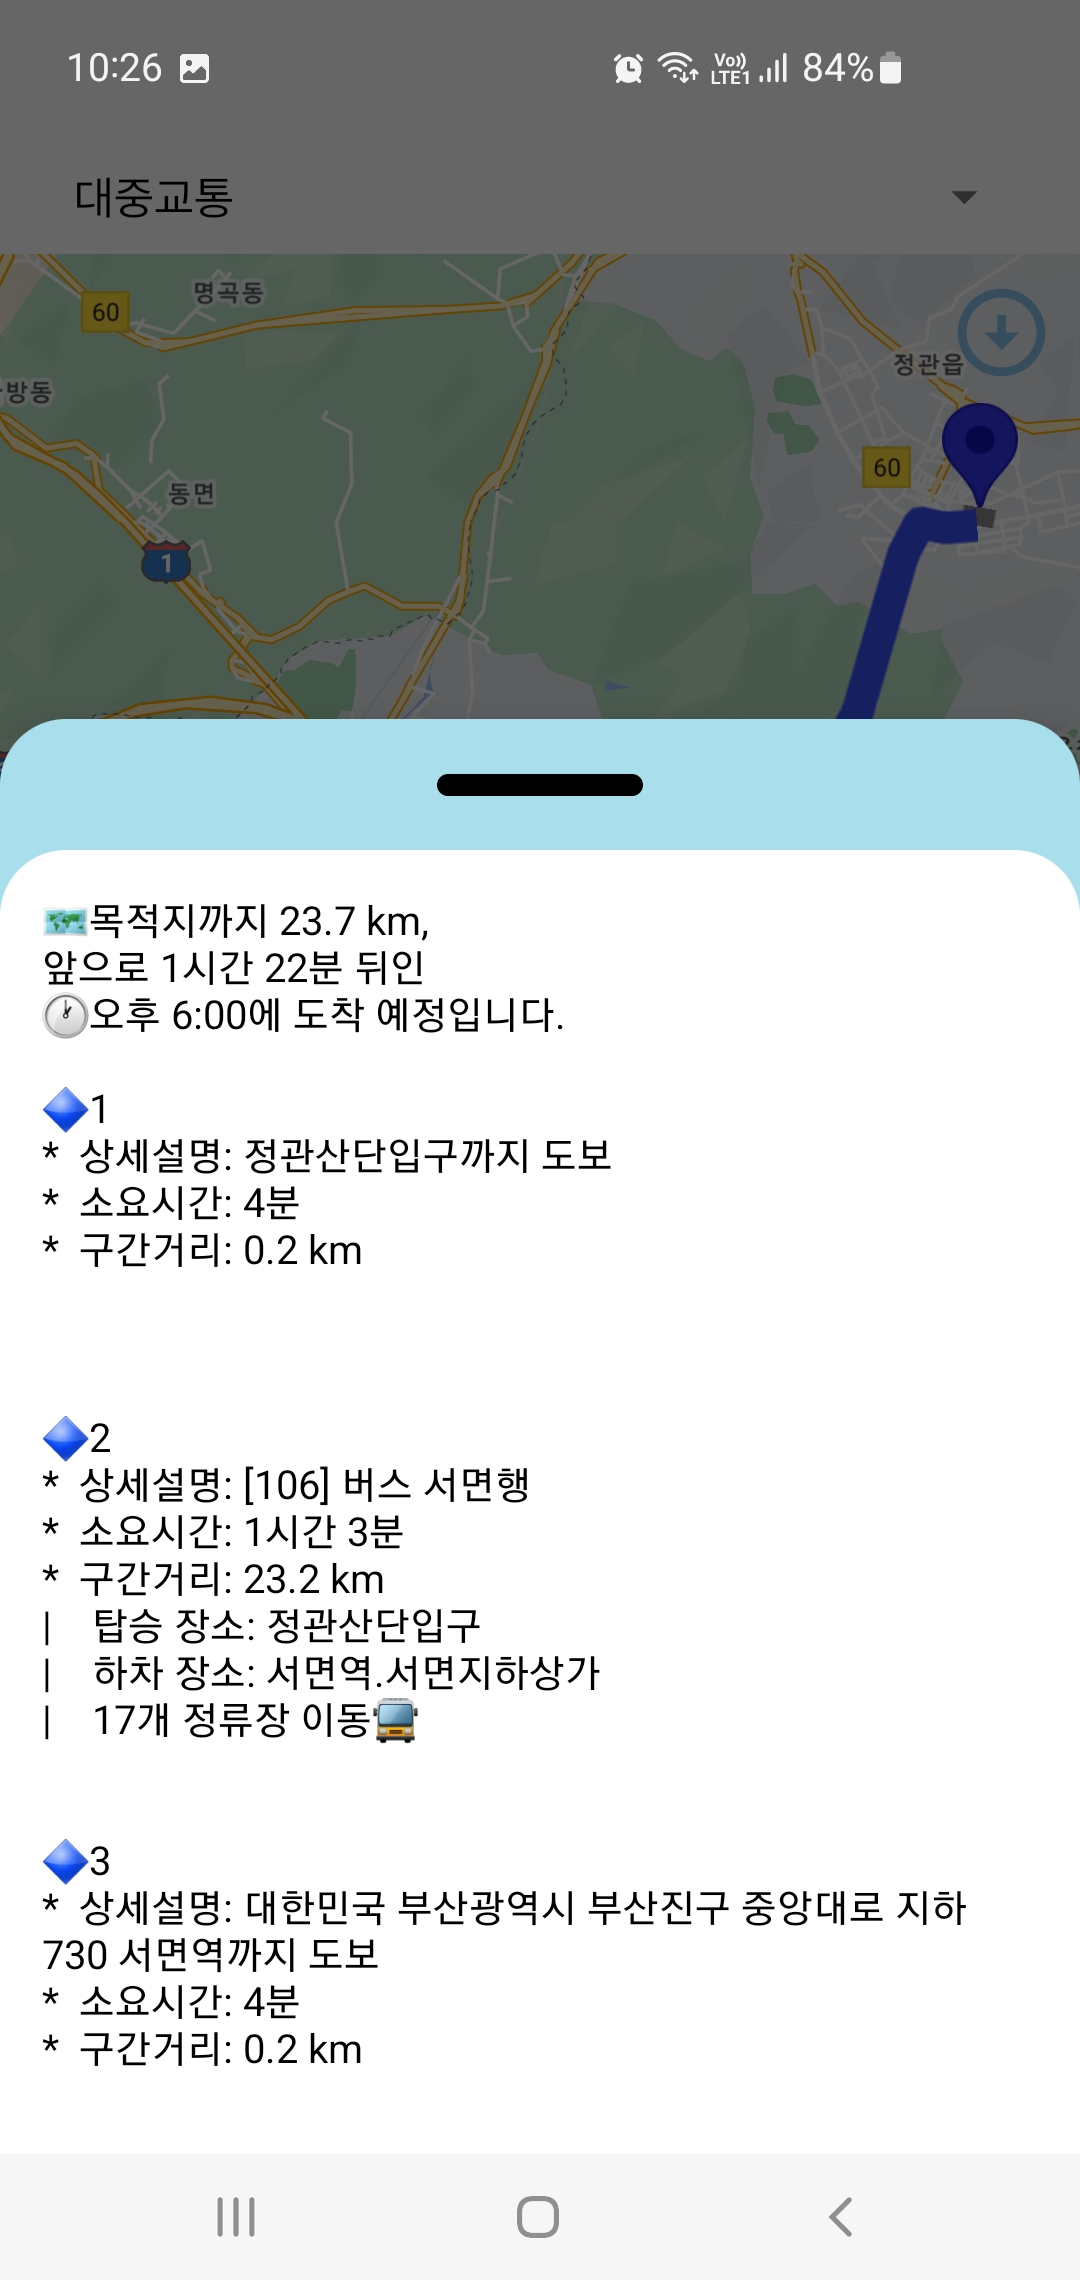 10:26
Vo)) LTE1 84%
대중교통
명곡동
60
정관읍
방동
60
동면
1
🗺️목적지까지 23.7 km,
앞으로 1시간 22분 뒤인
🕐오후 6:00에 도착 예정입니다.
🔷1
* 상세설명: 정관산단입구까지 도보
* 소요시간: 4분
* 구간거리: 0.2 km
🔷2
* 상세설명: [106] 버스 서면행
* 소요시간: 1시간 3분
* 구간거리: 23.2 km
| 탑승 장소: 정관산단입구
| 하차 장소: 서면역.서면지하상가
| 17개 정류장 이동🚍
🔷3
* 상세설명: 대한민국 부산광역시 부산진구 중앙대로 지하
730 서면역까지 도보
* 소요시간: 4분
* 구간거리: 0.2 km